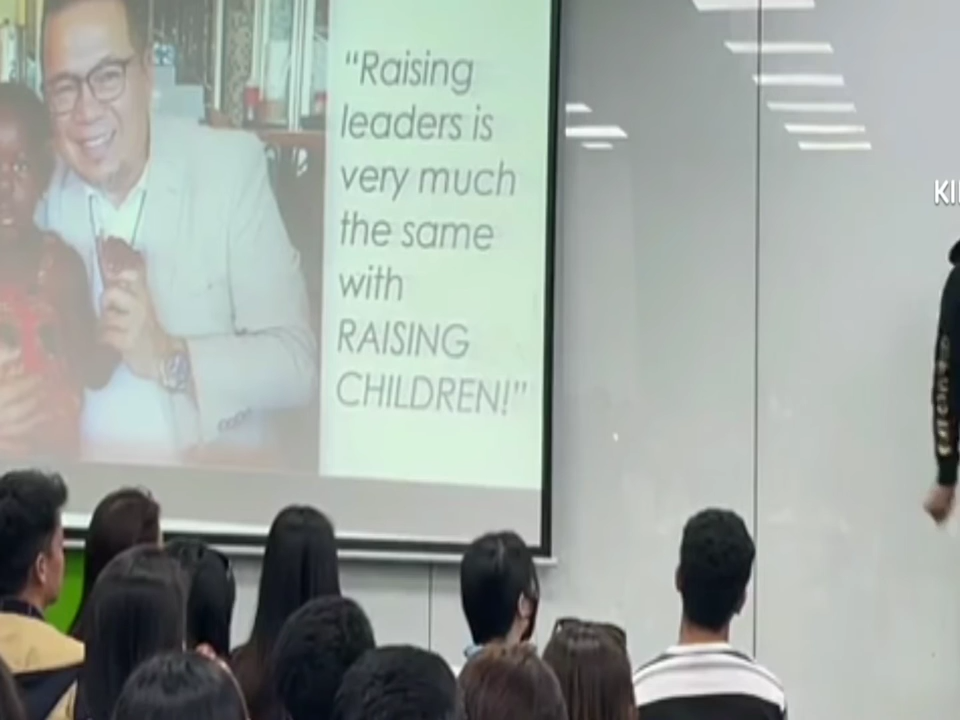 “Raising
leaders is
very much
the same
with
RAISING
CHILDREN!”